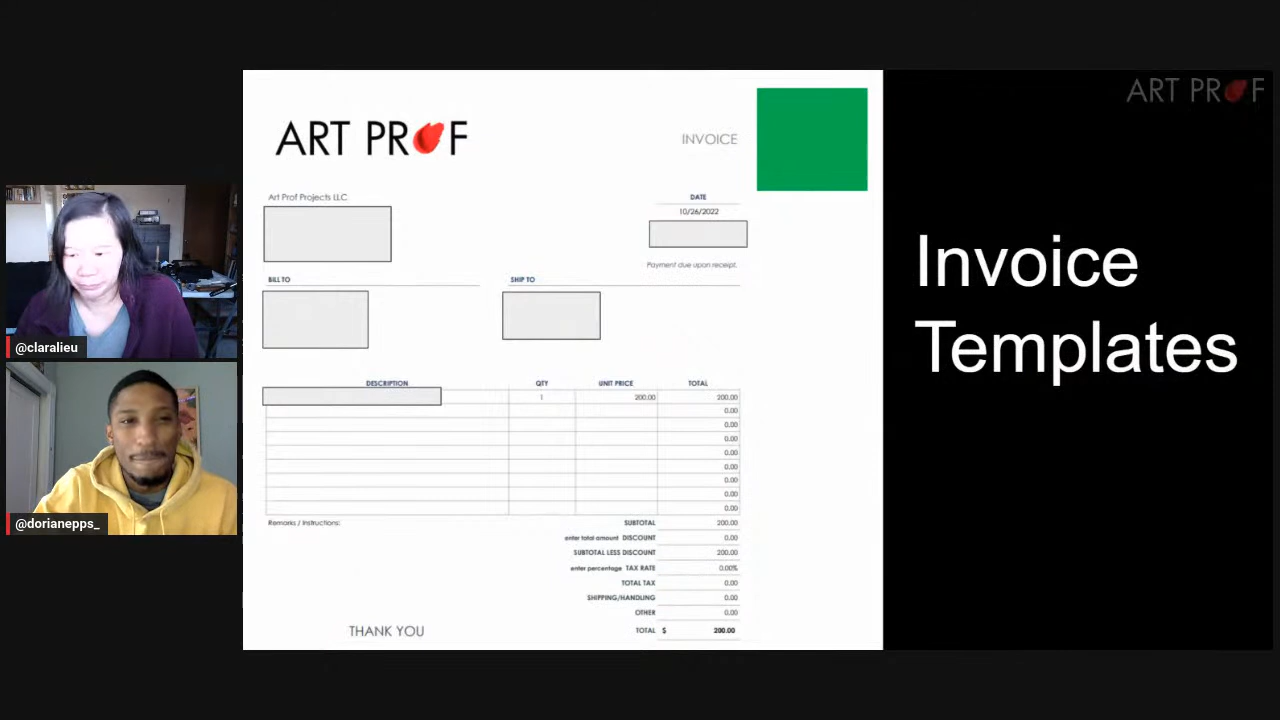 ART PROF
ART PROF
INVOICE
Art Prof Projects LLC
DATE
10/26/2022
Payment due upon receipt.
BILL TO
SHIP TO
DESCRIPTION QTY UNIT PRICE TOTAL
1 200.00 200.00
0.00
0.00
0.00
0.00
0.00
0.00
0.00
0.00
Remarks / Instructions:
SUBTOTAL 200.00
enter total amount DISCOUNT 0.00
SUBTOTAL LESS DISCOUNT 200.00
enter percentage TAX RATE 0.00%
TOTAL TAX 0.00
SHIPPING/HANDLING 0.00
OTHER 0.00
THANK YOU
TOTAL $ 200.00
Invoice
Templates
@claralieu
@dorianepps_